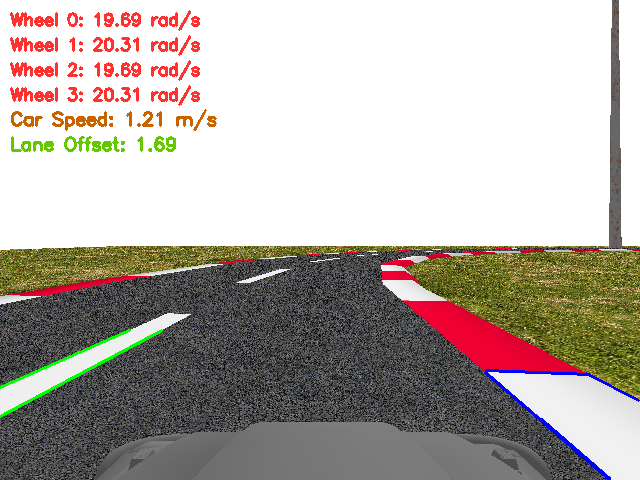 Wheel 0: 19.69 rad/s
Wheel 1: 20.31 rad/s
Wheel 2: 19.69 rad/s
Wheel 3: 20.31 rad/s
Car Speed: 1.21 m/s
Lane Offset: 1.69